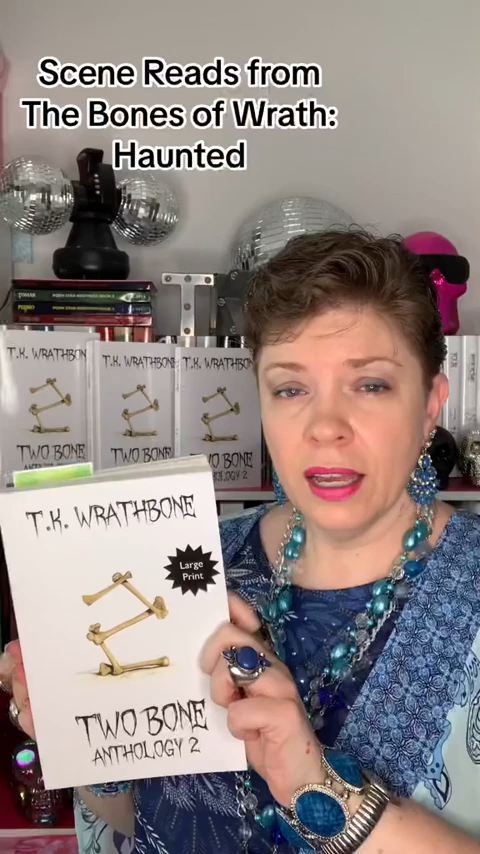 Scene Reads from
The Bones of Wrath:
Haunted
T.K. WRATHBONE
TWO BONE
T.K. WRATHBONE
TWO BONE
T.K. WRATHBONE
TWO BONE
ANTHOLOGY 2
T.K. WRATHBONE
Large
Print
TWO BONE
ANTHOLOGY 2